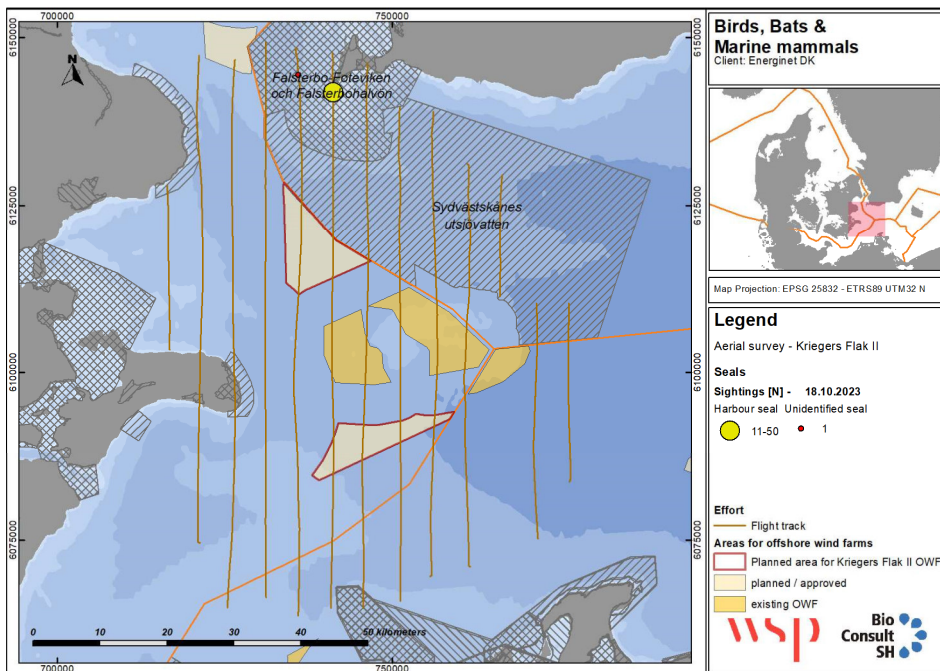 700000
750000
6150000
6150000
N
Falsterbo-Foteviken
och Falsterbohalvön
6125000
6125000
Sydvästskånes
utsjövatten
6100000
6100000
6075000
6075000
0 10 20 30 40 50 kilometers
700000
750000
Birds, Bats &
Marine mammals
Client: Energinet DK
Map Projection: EPSG 25832 - ETRS89 UTM32 N
Legend
Aerial survey - Kriegers Flak II
Seals
Sightings [N] - 18.10.2023
Harbour seal Unidentified seal
11-50 1
Effort
Flight track
Areas for offshore wind farms
Planned area for Kriegers Flak II OWF
planned / approved
existing OWF
wsp
Bio
Consult
SH